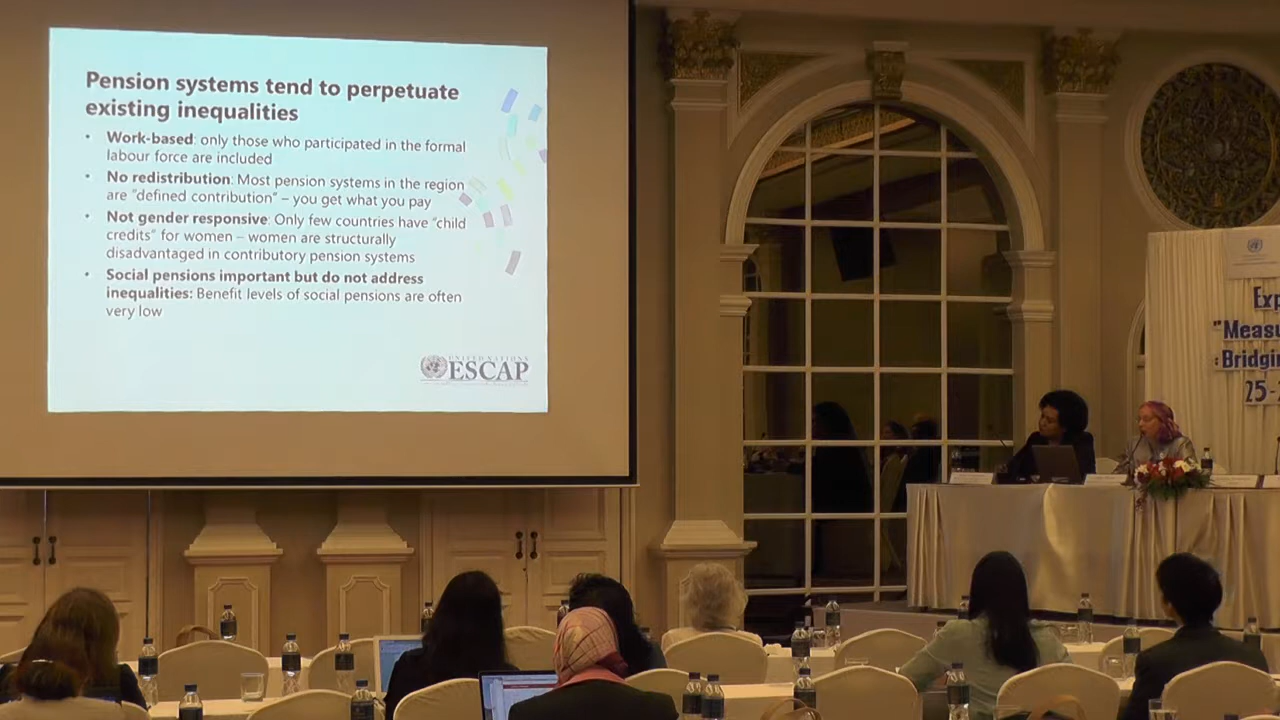 Pension systems tend to perpetuate
existing inequalities
• Work-based: only those who participated in the formal
labour force are included
• No redistribution: Most pension systems in the region
are "defined contribution" – you get what you pay
• Not gender responsive: Only few countries have "child
credits" for women – women are structurally
disadvantaged in contributory pension systems
• Social pensions important but do not address
inequalities: Benefit levels of social pensions are often
very low
UNITED NATIONS
ESCAP
Exp
"Measu
Bridgin
25-